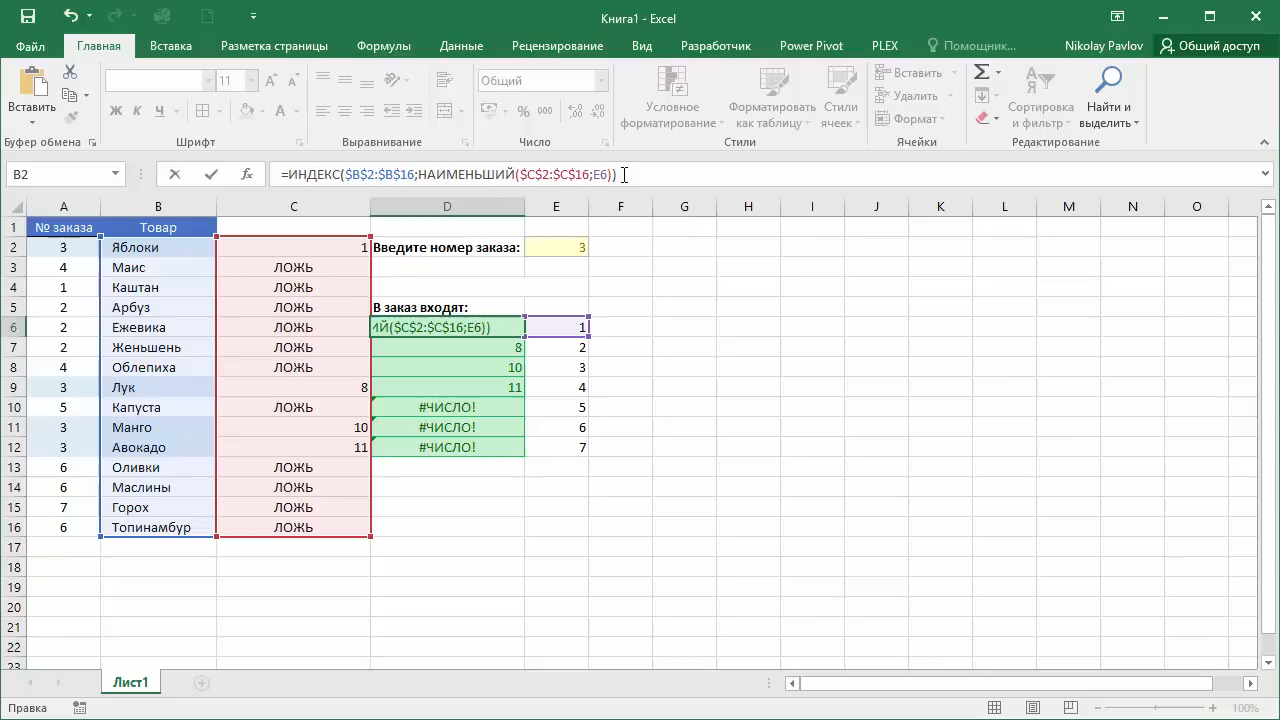 Книга1 - Excel
Файл Главная Вставка Разметка страницы Формулы Данные Рецензирование Вид Разработчик Power Pivot PLEX Помощник... Nikolay Pavlov Общий доступ
Вставить 11 Общий Условное форматирование Форматировать как таблицу Стили ячеек Вставить Удалить Формат Сортировка и фильтр Найти и выделить
Ж К Ч % 000
Буфер обмена Шрифт Выравнивание Число Стили Ячейки Редактирование
B2 fx =ИНДЕКС($B$2:$B$16;НАИМЕНЬШИЙ($C$2:$C$16;E6))
A B C D E F G H I J K L M N O P
1 № заказа Товар
2 3 Яблоки 1 Введите номер заказа: 3
3 4 Маис ЛОЖЬ
4 1 Каштан ЛОЖЬ
5 2 Арбуз ЛОЖЬ В заказ входят:
6 2 Ежевика ЛОЖЬ ИЙ($C$2:$C$16;E6)) 1
7 2 Женьшень ЛОЖЬ 8 2
8 4 Облепиха ЛОЖЬ 10 3
9 3 Лук 8 11 4
10 5 Капуста ЛОЖЬ #ЧИСЛО! 5
11 3 Манго 10 #ЧИСЛО! 6
12 3 Авокадо 11 #ЧИСЛО! 7
13 6 Оливки ЛОЖЬ
14 6 Маслины ЛОЖЬ
15 7 Горох ЛОЖЬ
16 6 Топинамбур ЛОЖЬ
17
18
19
20
21
22
23
Лист1
Правка 100%